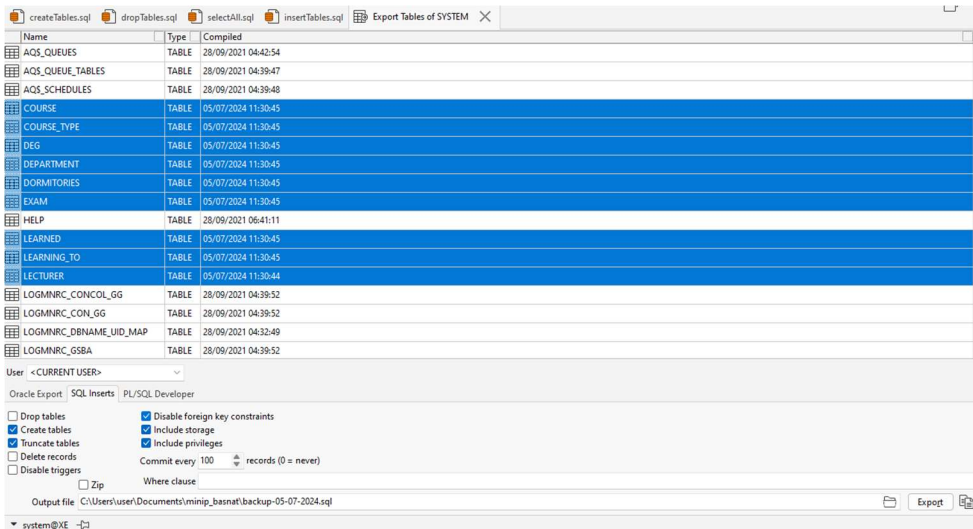 createTables.sql dropTables.sql selectAll.sql insertTables.sql Export Tables of SYSTEM
Name Type Compiled
AQ$_QUEUES TABLE 28/09/2021 04:42:54
AQ$_QUEUE_TABLES TABLE 28/09/2021 04:39:47
AQ$_SCHEDULES TABLE 28/09/2021 04:39:48
COURSE TABLE 05/07/2024 11:30:45
COURSE_TYPE TABLE 05/07/2024 11:30:45
DEG TABLE 05/07/2024 11:30:45
DEPARTMENT TABLE 05/07/2024 11:30:45
DORMITORIES TABLE 05/07/2024 11:30:45
EXAM TABLE 05/07/2024 11:30:45
HELP TABLE 28/09/2021 06:41:11
LEARNED TABLE 05/07/2024 11:30:45
LEARNING_TO TABLE 05/07/2024 11:30:45
LECTURER TABLE 05/07/2024 11:30:44
LOGMNRC_CONCOL_GG TABLE 28/09/2021 04:39:52
LOGMNRC_CON_GG TABLE 28/09/2021 04:39:52
LOGMNRC_DBNAME_UID_MAP TABLE 28/09/2021 04:32:49
LOGMNRC_GSBA TABLE 28/09/2021 04:39:52
User <CURRENT USER>
Oracle Export SQL Inserts PL/SQL Developer
Drop tables Disable foreign key constraints
Create tables Include storage
Truncate tables Include privileges
Delete records Commit every 100 records (0 = never)
Disable triggers
Zip Where clause
Output file C:\Users\user\Documents\minip_basnat\backup-05-07-2024.sql Export
system@XE